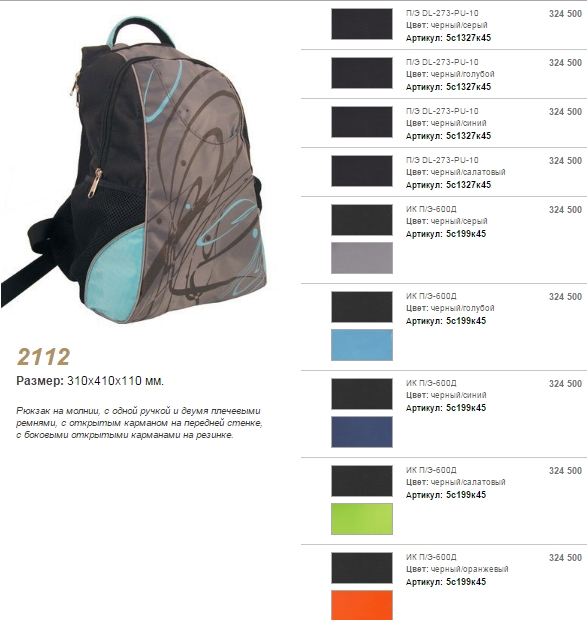 2112
Размер: 310х410х110 мм.
Рюкзак на молнии, с одной ручкой и двумя плечевыми
ремнями, с открытым карманом на передней стенке,
с боковыми открытыми карманами на резинке.
П/Э DL-273-PU-10 324 500
Цвет: черный/серый
Артикул: 5с1327к45
П/Э DL-273-PU-10 324 500
Цвет: черный/голубой
Артикул: 5с1327к45
П/Э DL-273-PU-10 324 500
Цвет: черный/синий
Артикул: 5с1327к45
П/Э DL-273-PU-10 324 500
Цвет: черный/салатовый
Артикул: 5с1327к45
ИК П/Э-600Д 324 500
Цвет: черный/серый
Артикул: 5с199к45
ИК П/Э-600Д 324 500
Цвет: черный/голубой
Артикул: 5с199к45
ИК П/Э-600Д 324 500
Цвет: черный/синий
Артикул: 5с199к45
ИК П/Э-600Д 324 500
Цвет: черный/салатовый
Артикул: 5с199к45
ИК П/Э-600Д 324 500
Цвет: черный/оранжевый
Артикул: 5с199к45